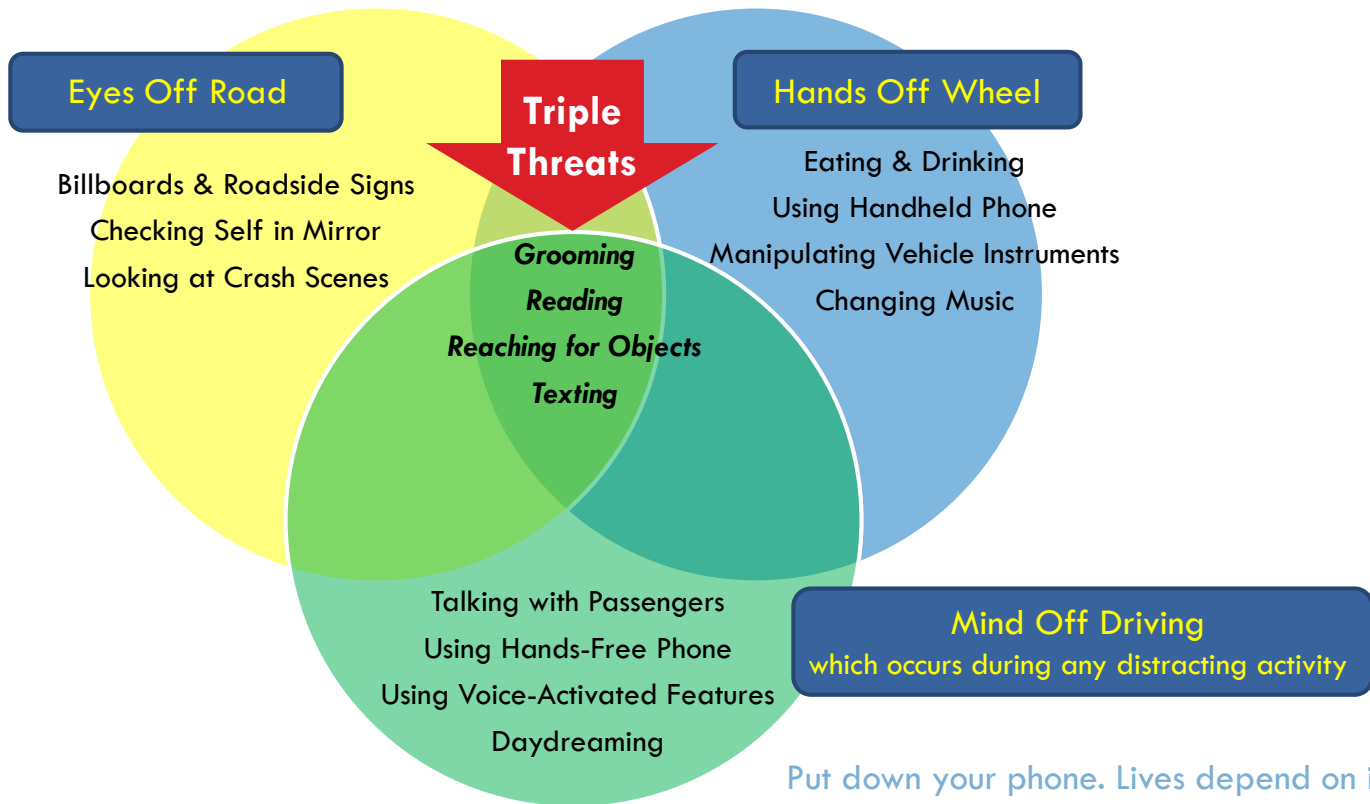 Eyes Off Road
Billboards & Roadside Signs
Checking Self in Mirror
Looking at Crash Scenes
Triple
Threats
Grooming
Reading
Reaching for Objects
Texting
Hands Off Wheel
Eating & Drinking
Using Handheld Phone
Manipulating Vehicle Instruments
Changing Music
Talking with Passengers
Using Hands-Free Phone
Using Voice-Activated Features
Daydreaming
Mind Off Driving
which occurs during any distracting activity
Put down your phone. Lives depend on